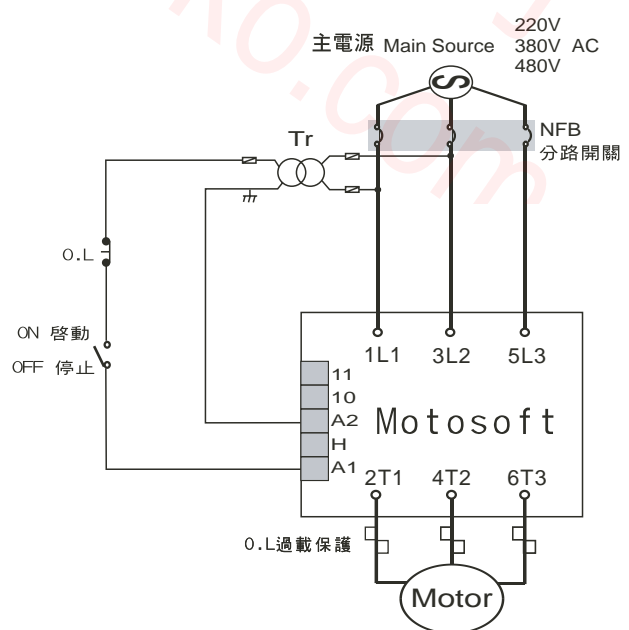 220V
主電源 Main Source 380V AC
480V
S
Tr
NFB
分路開關
O.L
ON 啓動
OFF 停止
1L1 3L2 5L3
11
10
A2
H
A1
Motosoft
2T1 4T2 6T3
O.L過載保護
Motor
ko.com